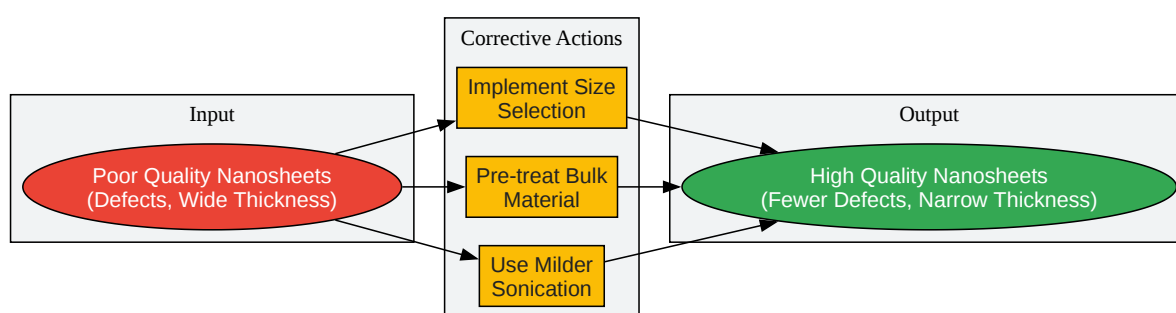 Corrective Actions
Input
Poor Quality Nanosheets
(Defects, Wide Thickness)
Implement Size
Selection
Pre-treat Bulk
Material
Use Milder
Sonication
Output
High Quality Nanosheets
(Fewer Defects, Narrow Thickness)